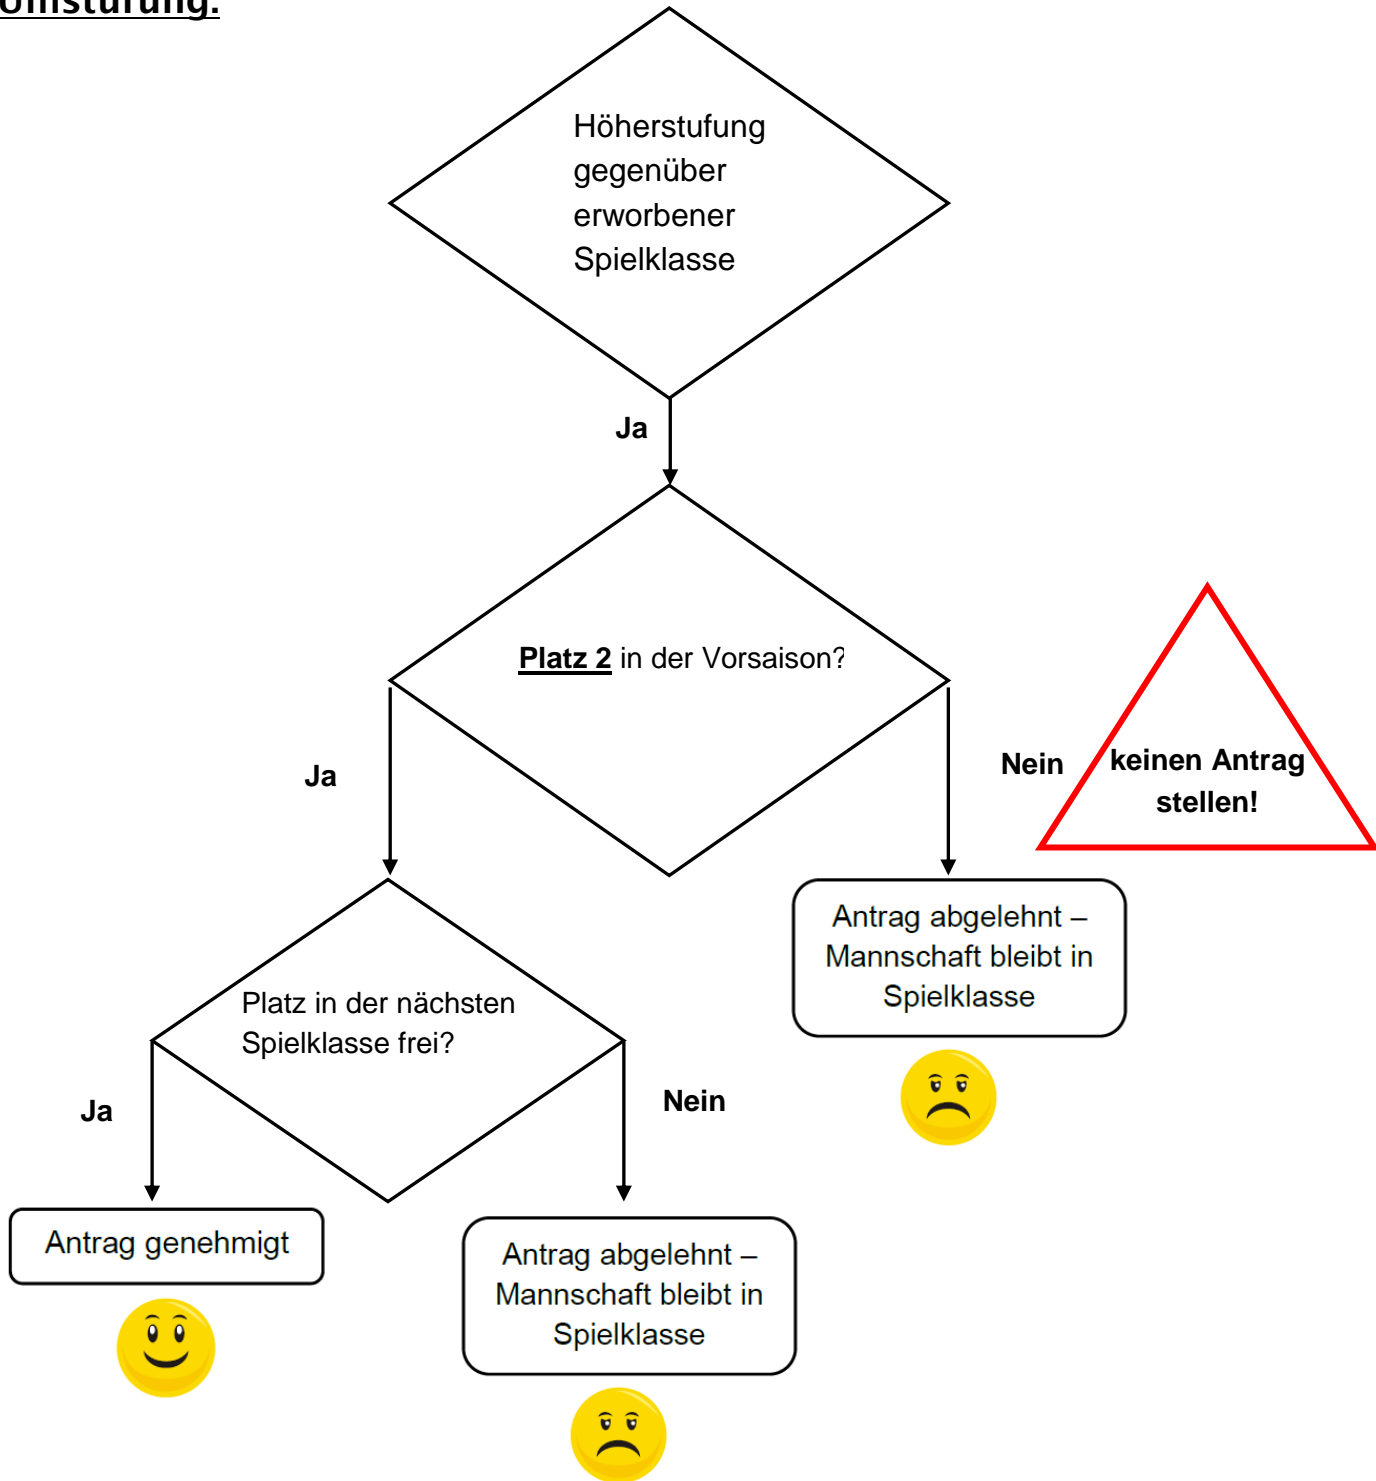 Umstufung:
Höherstufung
gegenüber
erworbener
Spielklasse
Ja
Platz 2 in der Vorsaison?
Ja
Nein
keinen Antrag
stellen!
Antrag abgelehnt –
Mannschaft bleibt in
Spielklasse
Platz in der nächsten
Spielklasse frei?
Ja
Nein
Antrag genehmigt
Antrag abgelehnt –
Mannschaft bleibt in
Spielklasse